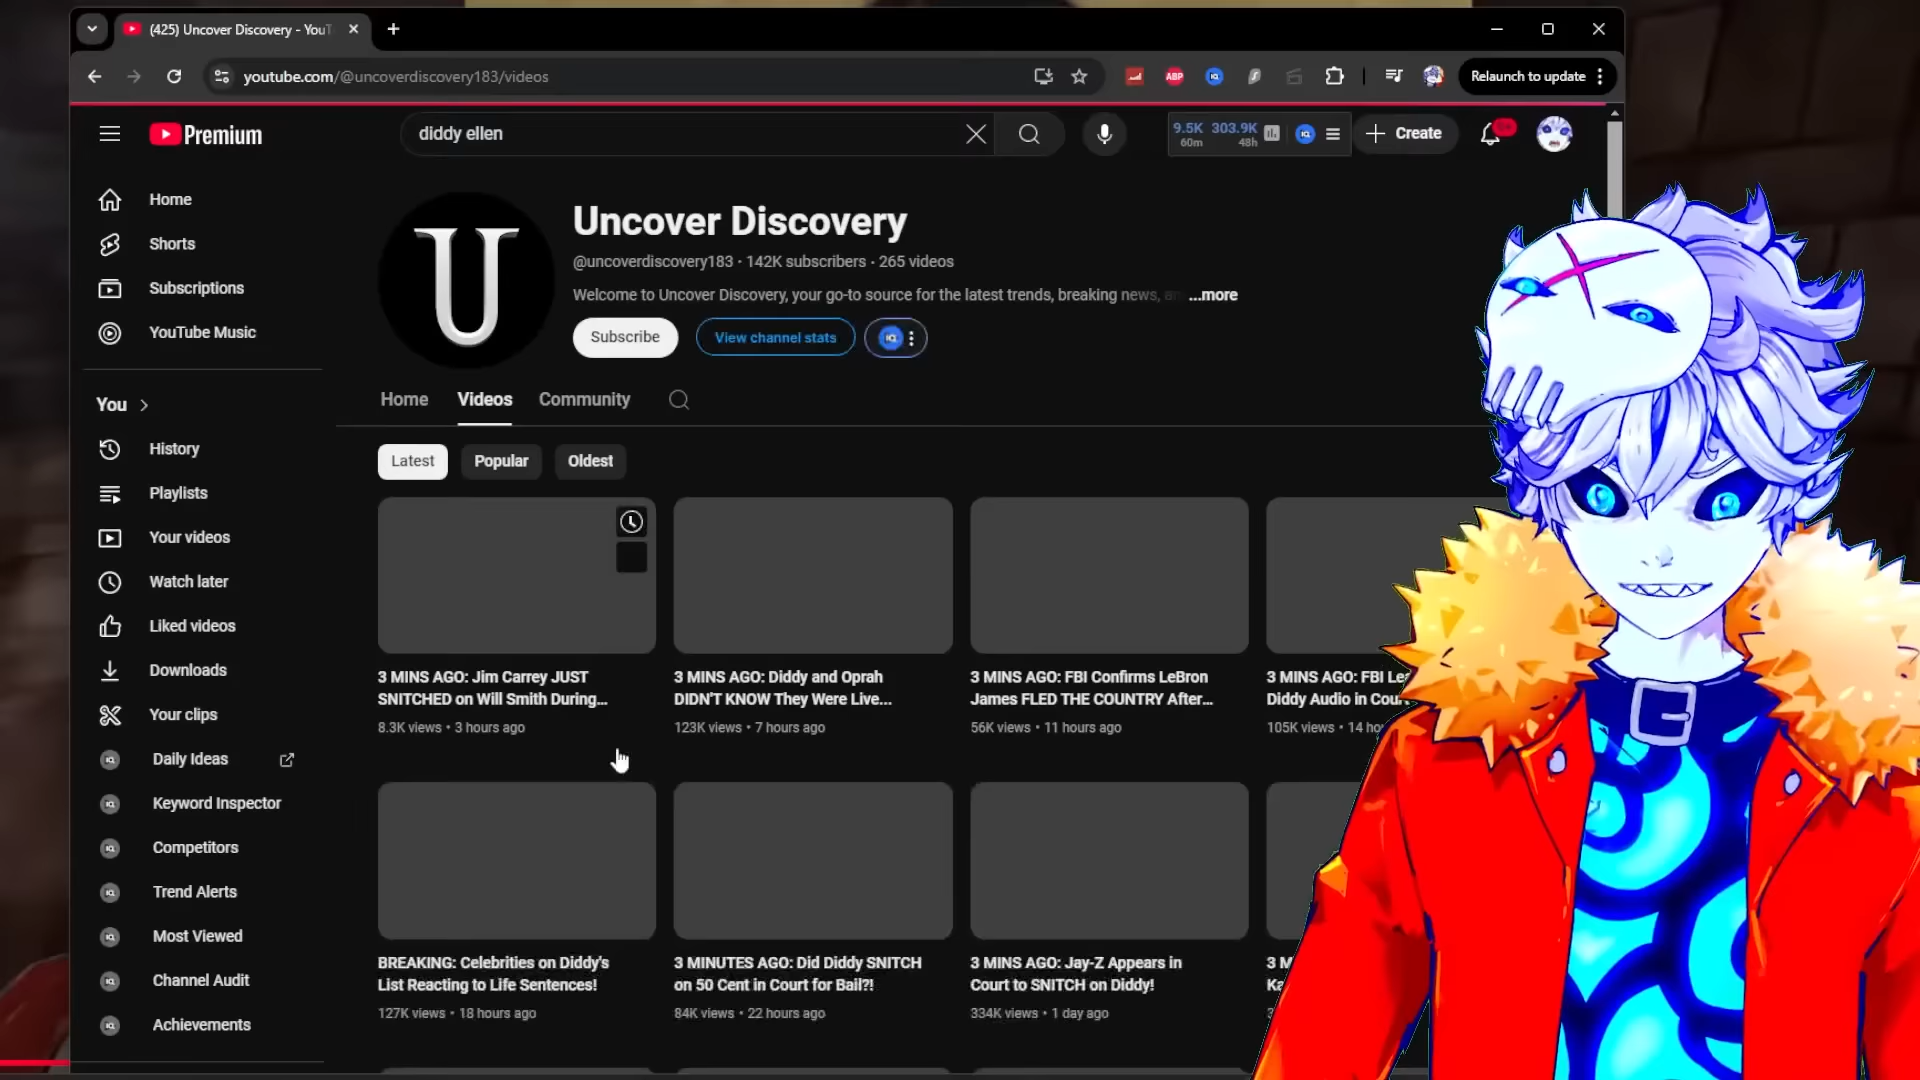 (425) Uncover Discovery - YouT
youtube.com/@uncoverdiscovery183/videos
ABP
Relaunch to update
Premium
diddy ellen
9.5K 303.9K
60m 48h
Create
9+
Home
Shorts
Subscriptions
YouTube Music
You
History
Playlists
Your videos
Watch later
Liked videos
Downloads
Your clips
Daily Ideas
Keyword Inspector
Competitors
Trend Alerts
Most Viewed
Channel Audit
Achievements
U
Uncover Discovery
@uncoverdiscovery183 · 142K subscribers · 265 videos
Welcome to Uncover Discovery, your go-to source for the latest trends, breaking news, ...more
Subscribe
View channel stats
Home Videos Community
Latest Popular Oldest
3 MINS AGO: Jim Carrey JUST
SNITCHED on Will Smith During...
8.3K views • 3 hours ago
3 MINS AGO: Diddy and Oprah
DIDN'T KNOW They Were Live...
123K views • 7 hours ago
3 MINS AGO: FBI Confirms LeBron
James FLED THE COUNTRY After...
56K views • 11 hours ago
3 MINS AGO: FBI Lea
Diddy Audio in Cour
105K views • 14 ho
BREAKING: Celebrities on Diddy's
List Reacting to Life Sentences!
127K views • 18 hours ago
3 MINUTES AGO: Did Diddy SNITCH
on 50 Cent in Court for Bail?!
84K views • 22 hours ago
3 MINS AGO: Jay-Z Appears in
Court to SNITCH on Diddy!
334K views • 1 day ago
3 M
Ka